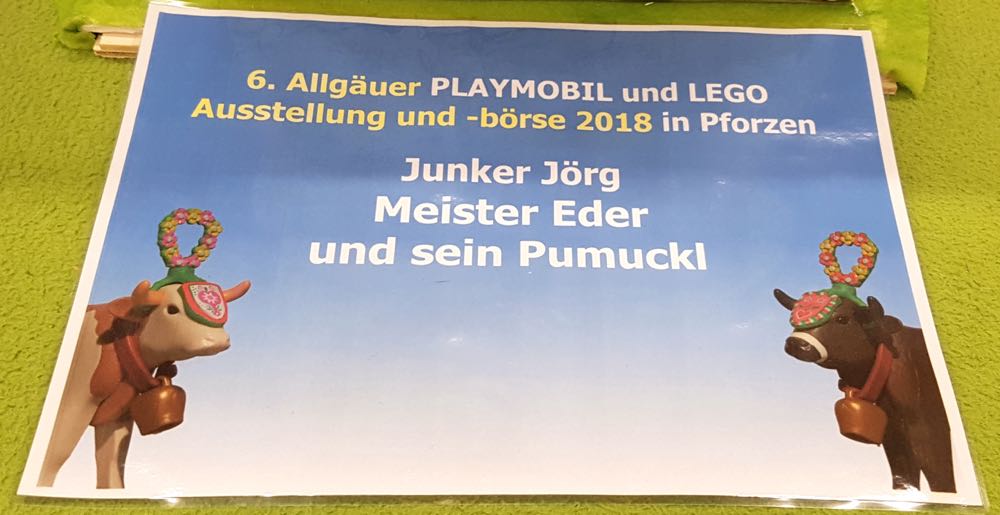 6. Allgäuer PLAYMOBIL und LEGO
Ausstellung und -börse 2018 in Pforzen
Junker Jörg
Meister Eder
und sein Pumuckl